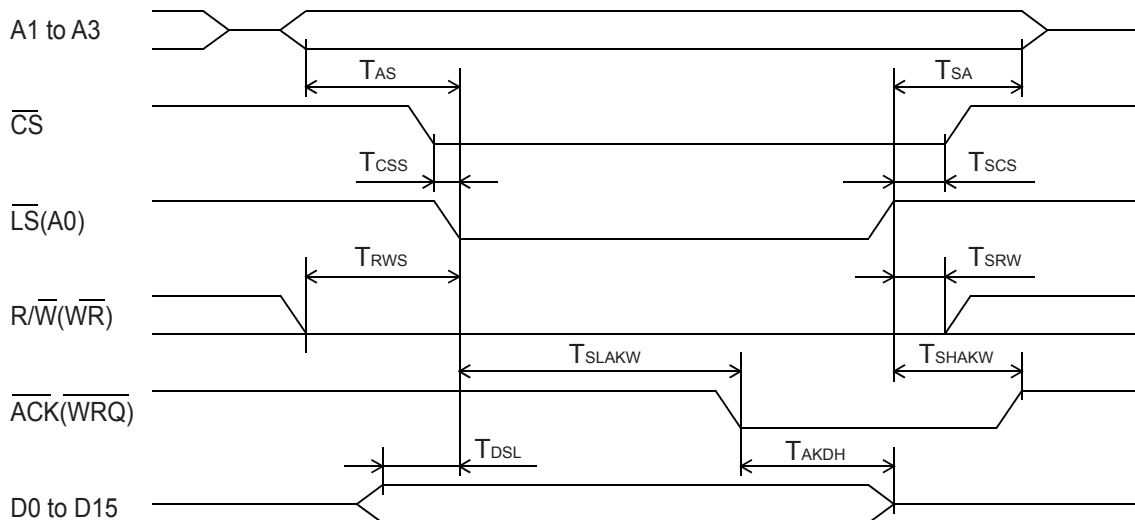 A1 to A3
TAS
TSA
CS
TCSS
TSCS
LS(A0)
TRWS
TSRW
R/W(WR)
TSLAKW
TSHAKW
ACK(WRQ)
TDSL
TAKDH
D0 to D15